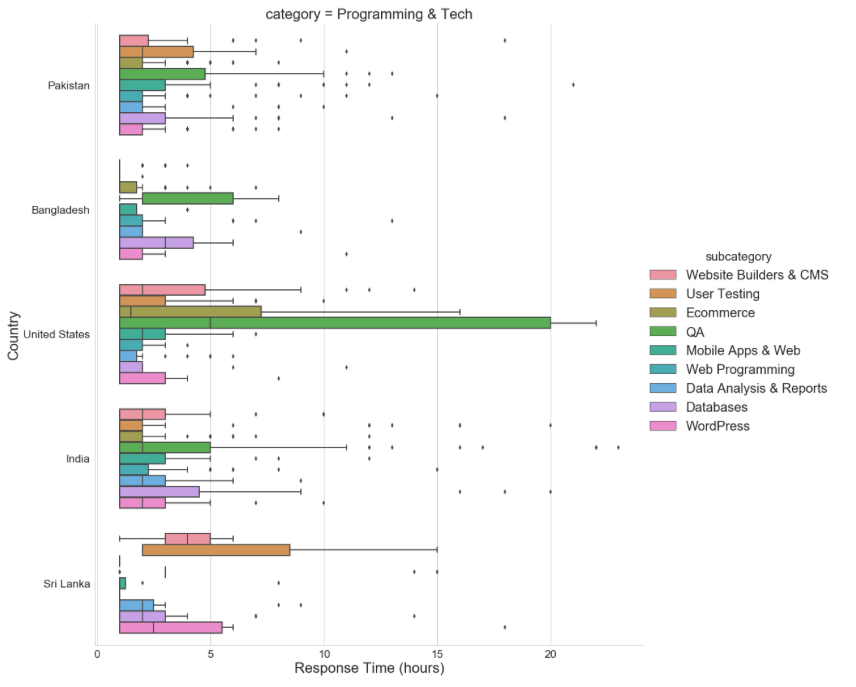 category = Programming & Tech
Country
Pakistan
Bangladesh
United States
India
Sri Lanka
0 5 10 15 20
Response Time (hours)
subcategory
Website Builders & CMS
User Testing
Ecommerce
QA
Mobile Apps & Web
Web Programming
Data Analysis & Reports
Databases
WordPress